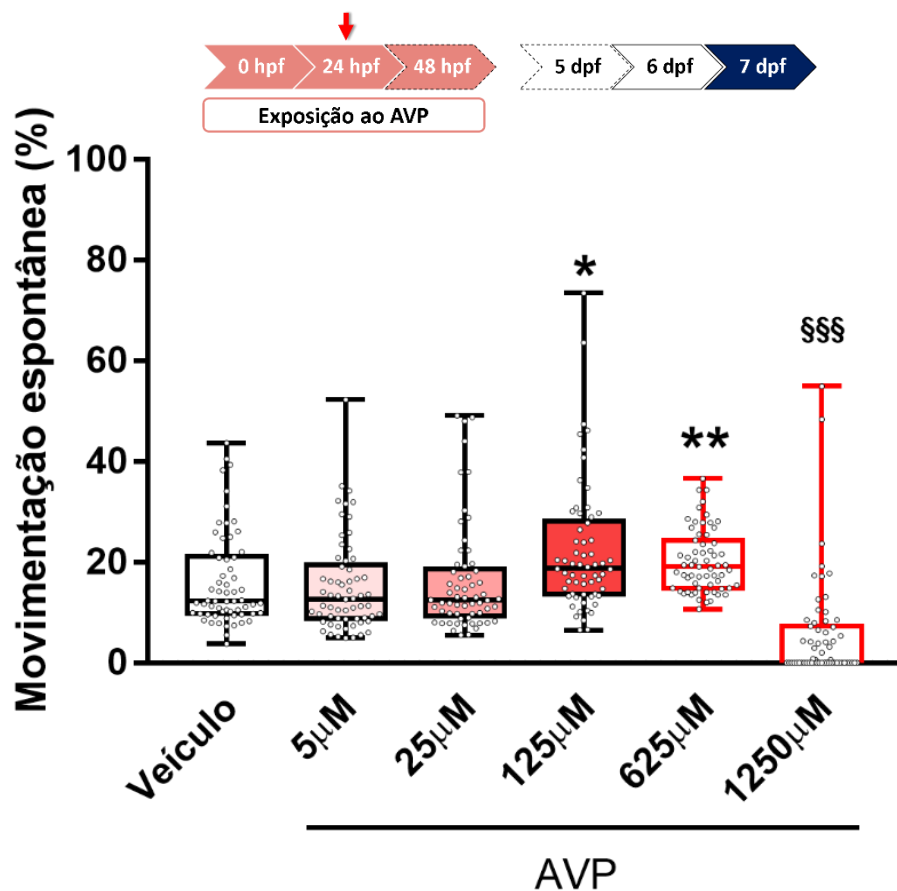 0 hpf 24 hpf 48 hpf 5 dpf 6 dpf 7 dpf
Exposição ao AVP
Movimentação espontânea (%)
100
80
60
40
20
0
*
**
§§§
Veículo
5μM
25μM
125μM
625μM
1250μM
AVP